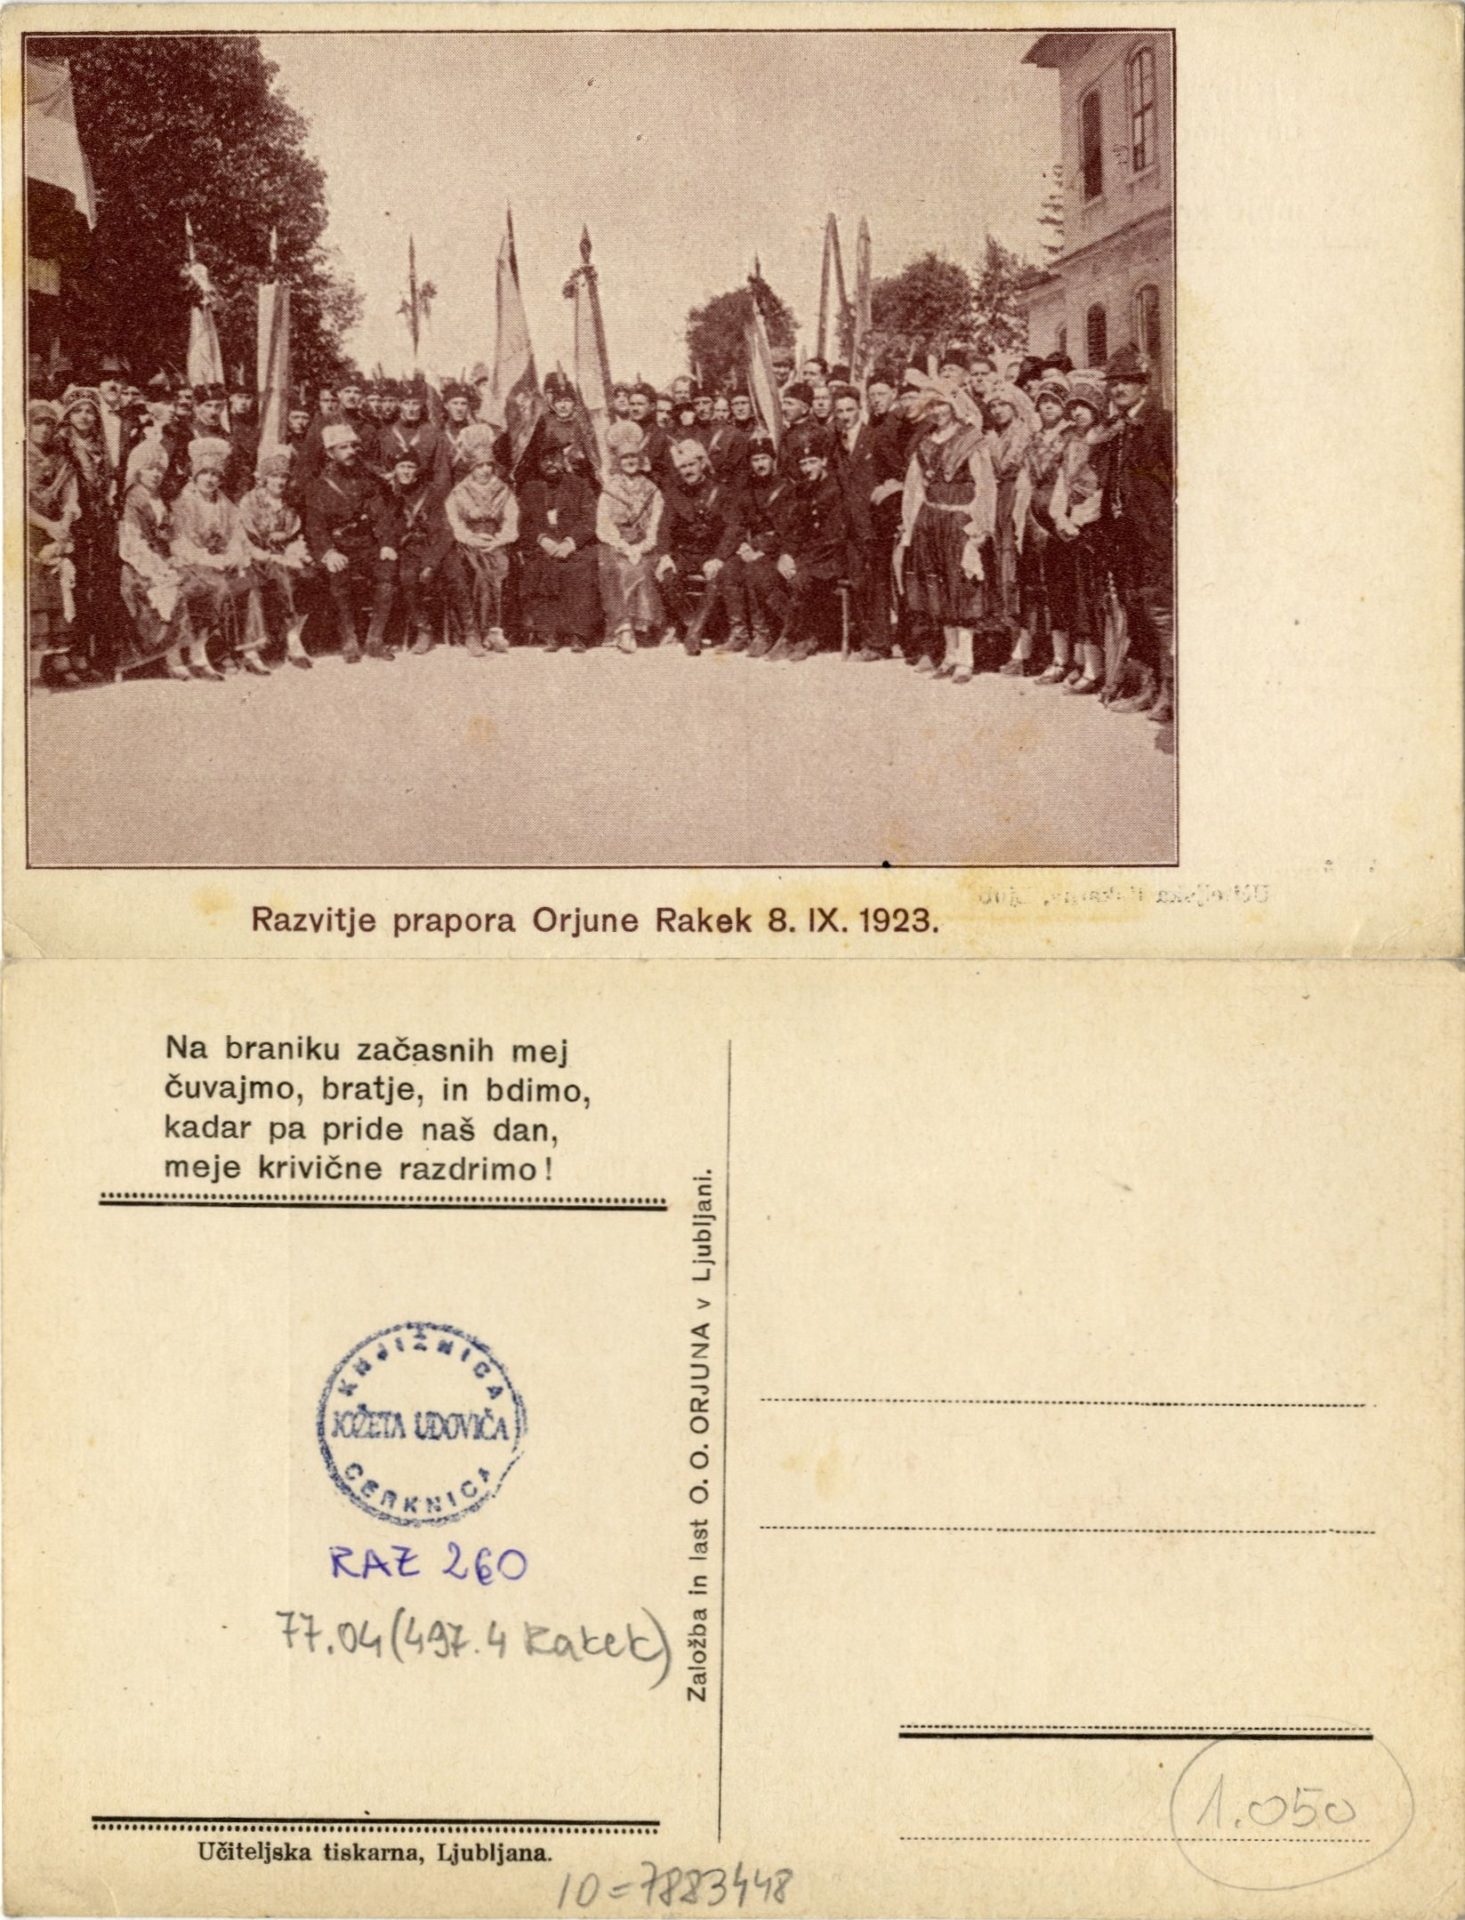 Razvitje prapora Orjune Rakek 8. IX. 1923.
Na braniku začasnih mej
čuvajmo, bratje, in bdimo,
kadar pa pride naš dan,
meje krivične razdrimo!
KNJIŽNICA
JOŽETA UDOVIČA
CERKNICA
RAZ 260
77.04(497.4 Rakek)
Založba in last O. O. ORJUNA v Ljubljani.
1.050
Učiteljska tiskarna, Ljubljana.
ID=7883448